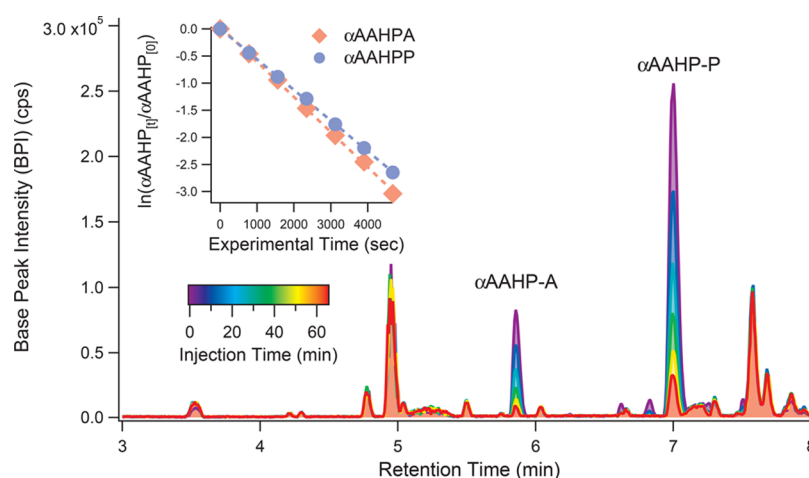 3.0 x10⁵
2.5
2.0
1.5
1.0
0.5
0.0
Base Peak Intensity (BPI) (cps)
3
4
5
6
7
8
Retention Time (min)
0.0
-0.5
-1.0
-1.5
-2.0
-2.5
-3.0
ln(αAAHP[t]/αAAHP[0])
0
1000
2000
3000
4000
Experimental Time (sec)
αAAHPA
αAAHPP
0
20
40
60
Injection Time (min)
αAAHP-A
αAAHP-P